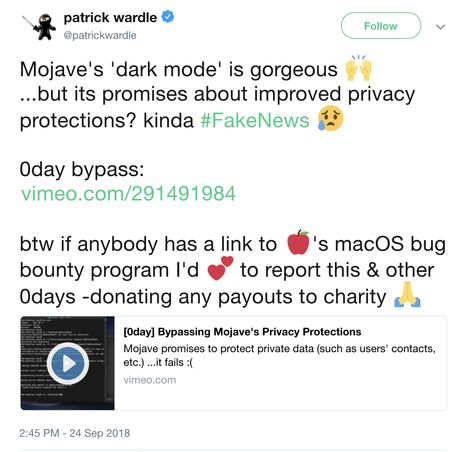 patrick wardle
@patrickwardle
Follow
Mojave's 'dark mode' is gorgeous 🙌
...but its promises about improved privacy
protections? kinda #FakeNews 😢
0day bypass:
vimeo.com/291491984
btw if anybody has a link to 🍎's macOS bug
bounty program I'd 💕 to report this & other
0days -donating any payouts to charity 🙏
[0day] Bypassing Mojave's Privacy Protections
Mojave promises to protect private data (such as users' contacts,
etc.) ...it fails :(
vimeo.com
2:45 PM - 24 Sep 2018